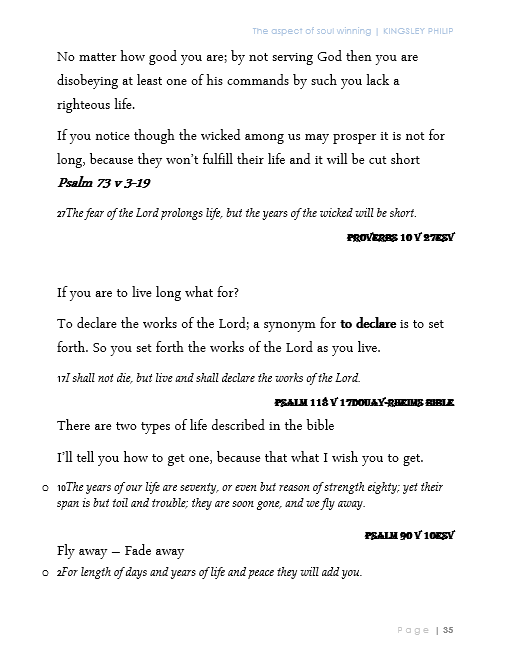 The aspect of soul winning | KINGSLEY PHILIP
No matter how good you are; by not serving God then you are
disobeying at least one of his commands by such you lack a
righteous life.
If you notice though the wicked among us may prosper it is not for
long, because they won't fulfill their life and it will be cut short
Psalm 73 v 3-19
27The fear of the Lord prolongs life, but the years of the wicked will be short.
PROVERBS 10 V 27ESV
If you are to live long what for?
To declare the works of the Lord; a synonym for to declare is to set
forth. So you set forth the works of the Lord as you live.
17I shall not die, but live and shall declare the works of the Lord.
PSALM 118 V 17DOUAY-RHEIMS BIBLE
There are two types of life described in the bible
I'll tell you how to get one, because that what I wish you to get.
o 10The years of our life are seventy, or even but reason of strength eighty; yet their
span is but toil and trouble; they are soon gone, and we fly away.
PSALM 90 V 10ESV
Fly away – Fade away
o 2For length of days and years of life and peace they will add you.
Page | 35